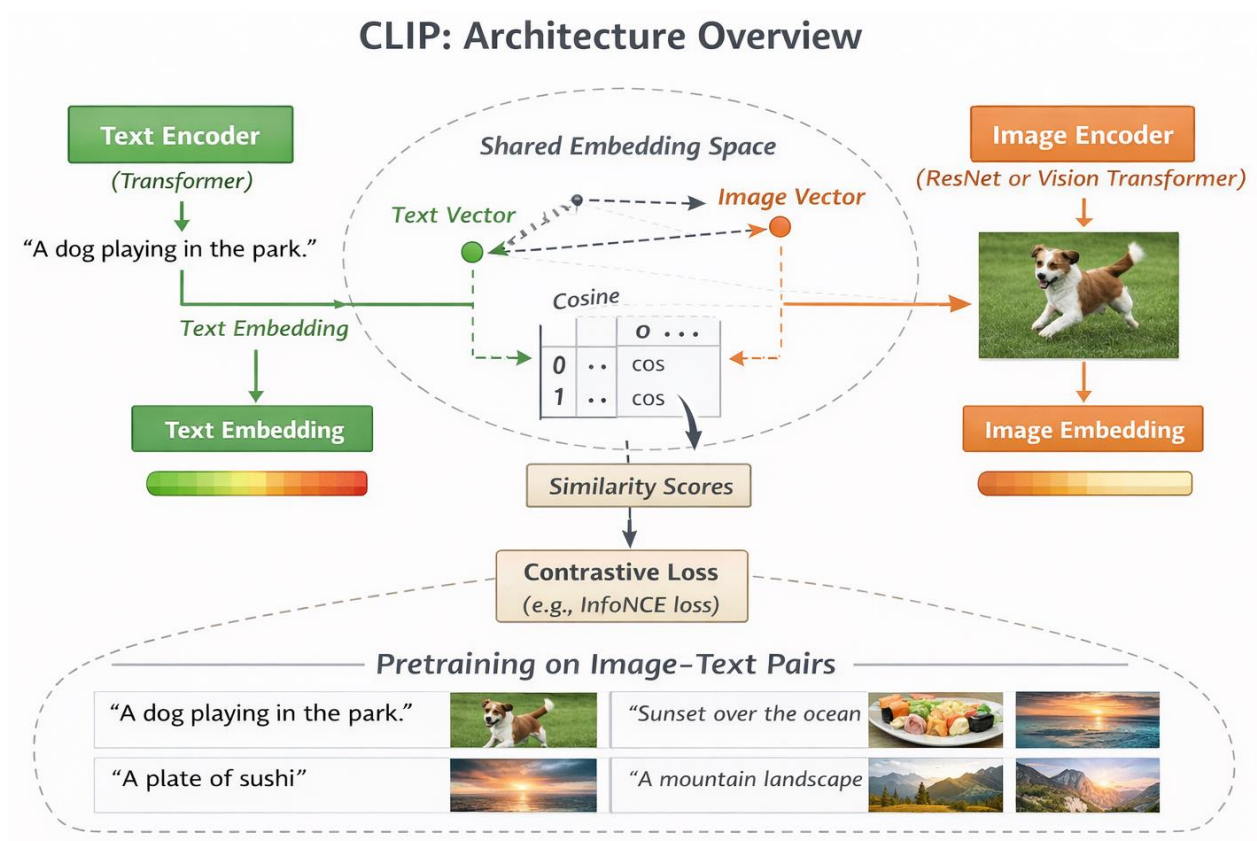 CLIP: Architecture Overview
Text Encoder
(Transformer)
“A dog playing in the park.”
Text Embedding
Text Embedding
Shared Embedding Space
Text Vector
Image Vector
Cosine
o ...
0 .. cos
1 .. cos
Image Encoder
(ResNet or Vision Transformer)
Image Embedding
Similarity Scores
Contrastive Loss
(e.g., InfoNCE loss)
Pretraining on Image–Text Pairs
“A dog playing in the park.”
“Sunset over the ocean
“A plate of sushi”
“A mountain landscape